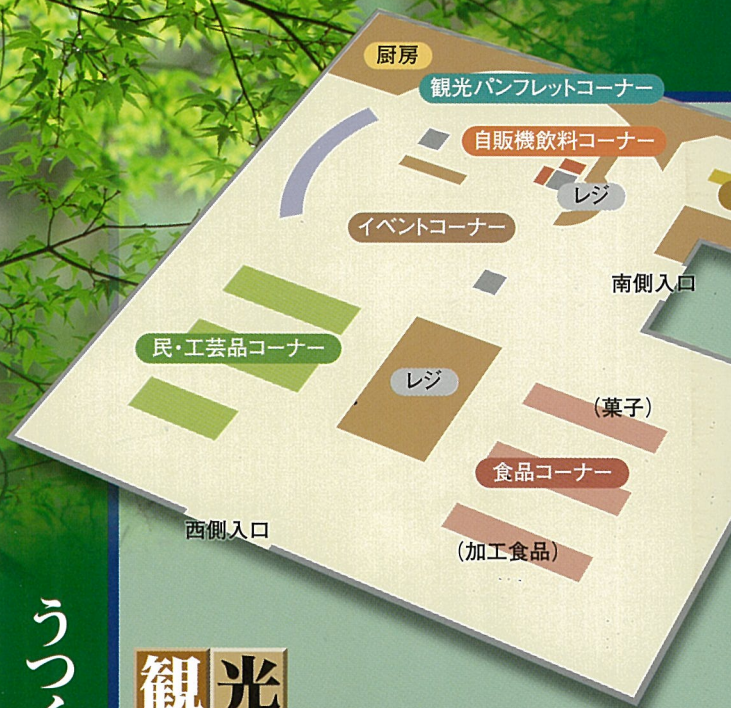 厨房
観光パンフレットコーナー
自販機飲料コーナー
レジ
イベントコーナー
南側入口
民・工芸品コーナー
レジ
(菓子)
食品コーナー
西側入口
(加工食品)
うつ
観光